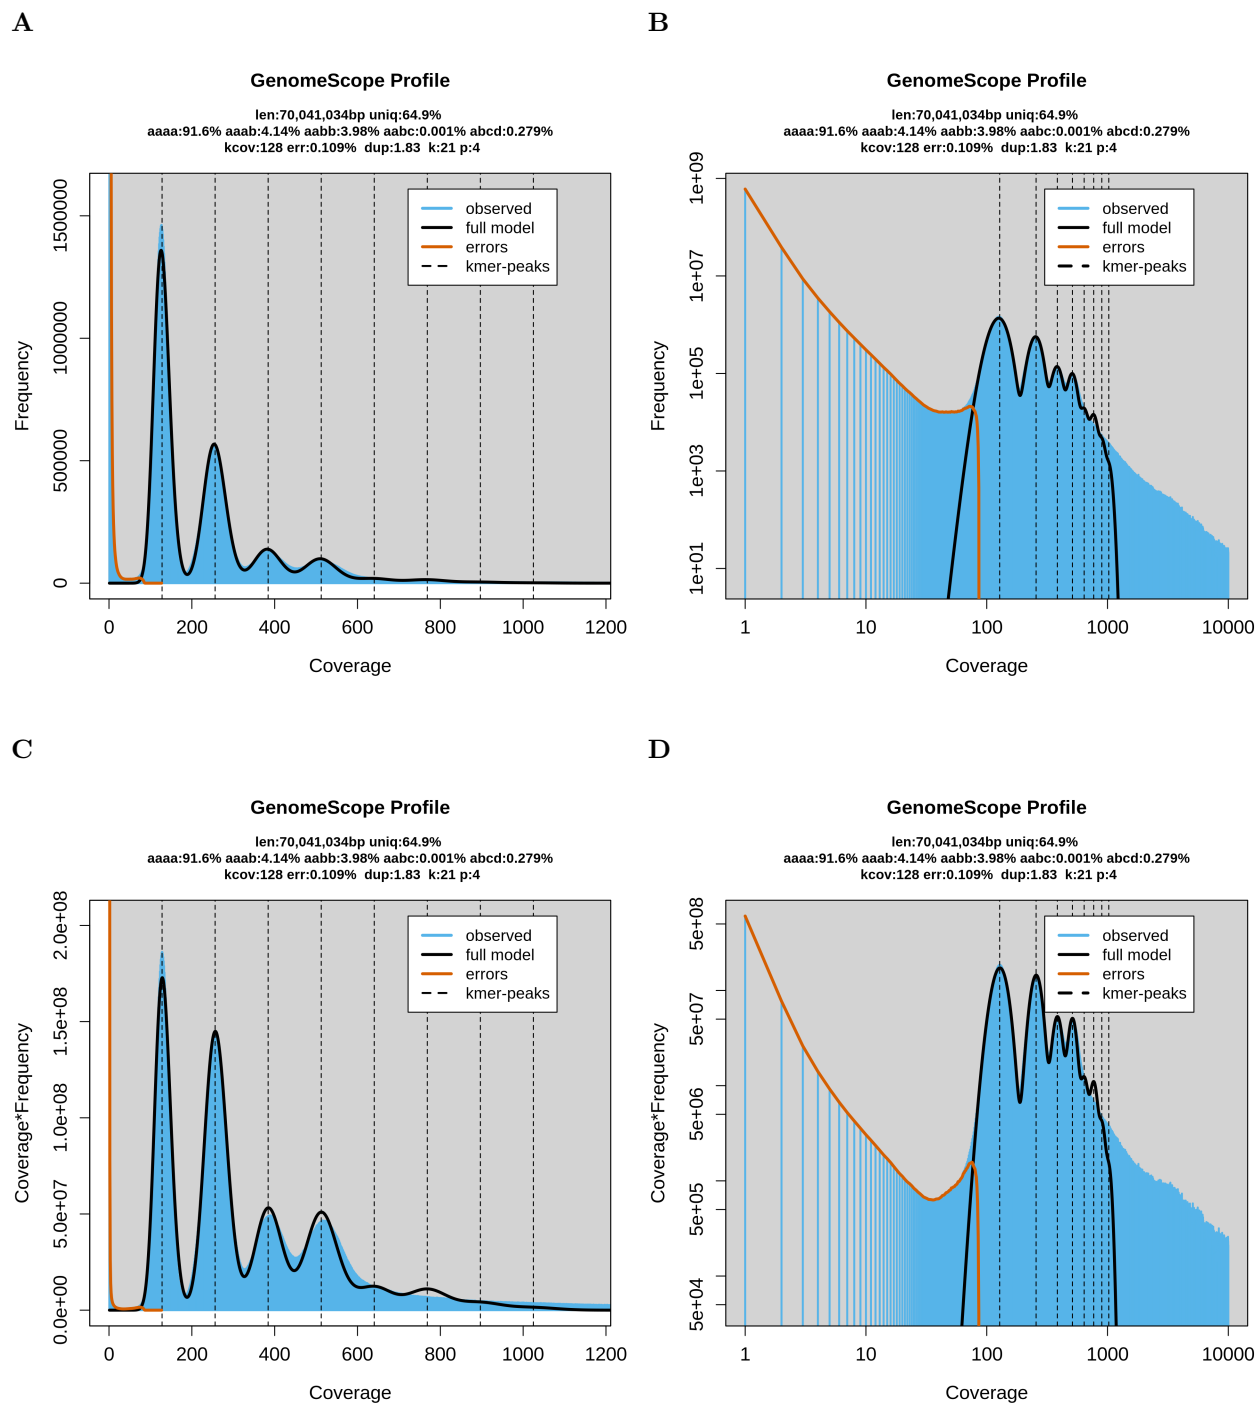 A
GenomeScope Profile
len:70,041,034bp uniq:64.9%
aaaa:91.6% aaab:4.14% aabb:3.98% aabc:0.001% abcd:0.279%
kcov:128 err:0.109% dup:1.83 k:21 p:4
observed
full model
errors
kmer-peaks
Frequency
0
500000
1000000
1500000
0 200 400 600 800 1000 1200
Coverage
B
GenomeScope Profile
len:70,041,034bp uniq:64.9%
aaaa:91.6% aaab:4.14% aabb:3.98% aabc:0.001% abcd:0.279%
kcov:128 err:0.109% dup:1.83 k:21 p:4
observed
full model
errors
kmer-peaks
Frequency
1e+01
1e+03
1e+05
1e+07
1e+09
1 10 100 1000 10000
Coverage
C
GenomeScope Profile
len:70,041,034bp uniq:64.9%
aaaa:91.6% aaab:4.14% aabb:3.98% aabc:0.001% abcd:0.279%
kcov:128 err:0.109% dup:1.83 k:21 p:4
observed
full model
errors
kmer-peaks
Coverage*Frequency
0.0e+00
5.0e+07
1.0e+08
1.5e+08
2.0e+08
0 200 400 600 800 1000 1200
Coverage
D
GenomeScope Profile
len:70,041,034bp uniq:64.9%
aaaa:91.6% aaab:4.14% aabb:3.98% aabc:0.001% abcd:0.279%
kcov:128 err:0.109% dup:1.83 k:21 p:4
observed
full model
errors
kmer-peaks
Coverage*Frequency
5e+04
5e+05
5e+06
5e+07
5e+08
1 10 100 1000 10000
Coverage